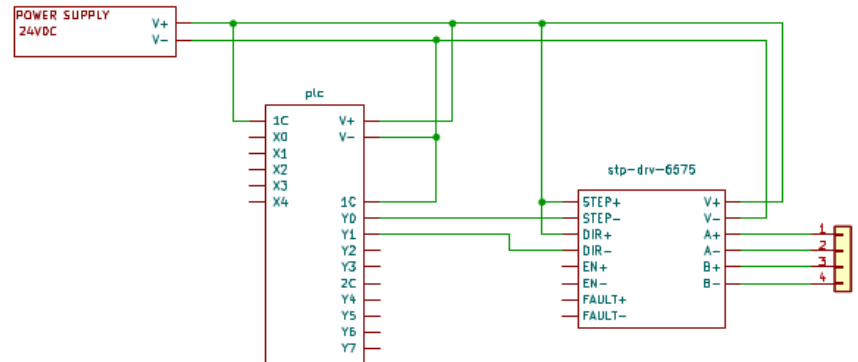 POWER SUPPLY
24VDC
V+
V-
plc
1C
X0
X1
X2
X3
X4
V+
V-
1C
Y0
Y1
Y2
Y3
2C
Y4
Y5
Y6
Y7
stp-drv-6575
STEP+
STEP-
DIR+
DIR-
EN+
EN-
FAULT+
FAULT-
V+
V-
A+
A-
B+
B-
1
2
3
4